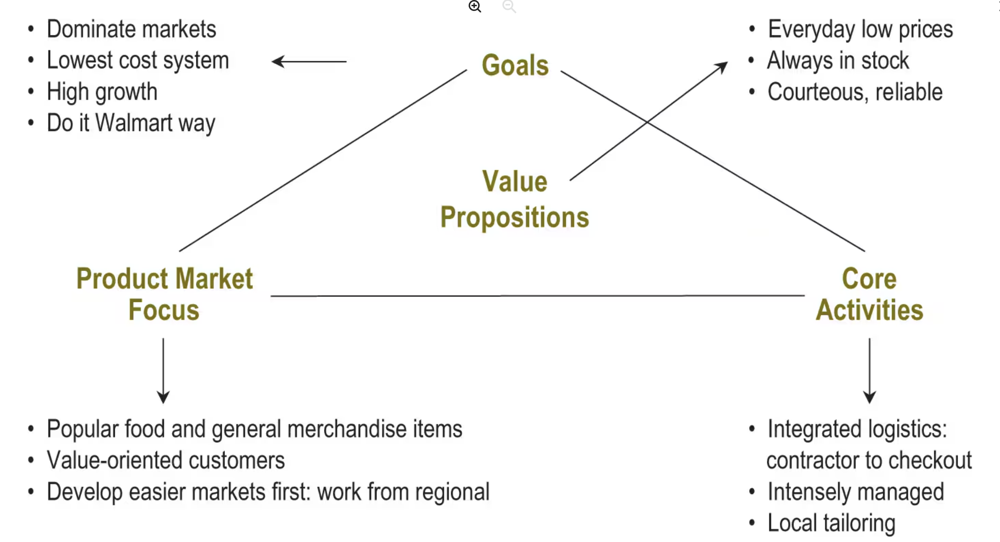 • Dominate markets
• Lowest cost system
• High growth
• Do it Walmart way
Goals
• Everyday low prices
• Always in stock
• Courteous, reliable
Value
Propositions
Product Market
Focus
Core
Activities
• Popular food and general merchandise items
• Value-oriented customers
• Develop easier markets first: work from regional
• Integrated logistics:
contractor to checkout
• Intensely managed
• Local tailoring